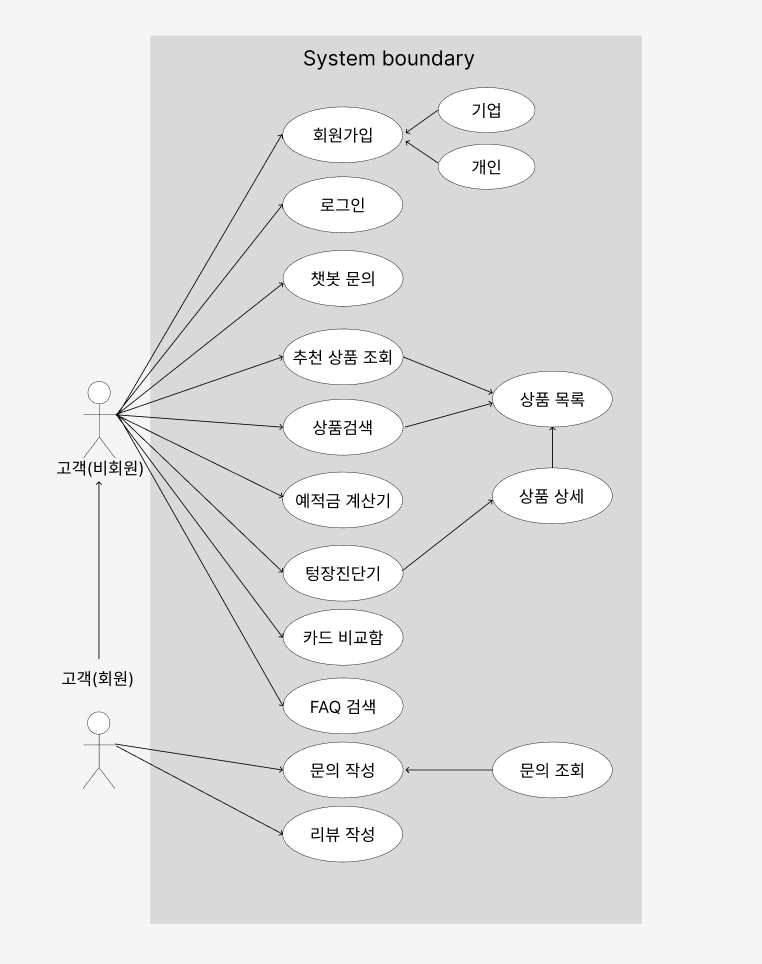 System boundary
기업
회원가입
개인
로그인
챗봇 문의
추천 상품 조회
상품 목록
상품검색
고객(비회원)
예적금 계산기
상품 상세
텅장진단기
카드 비교함
고객(회원)
FAQ 검색
문의 작성
문의 조회
리뷰 작성